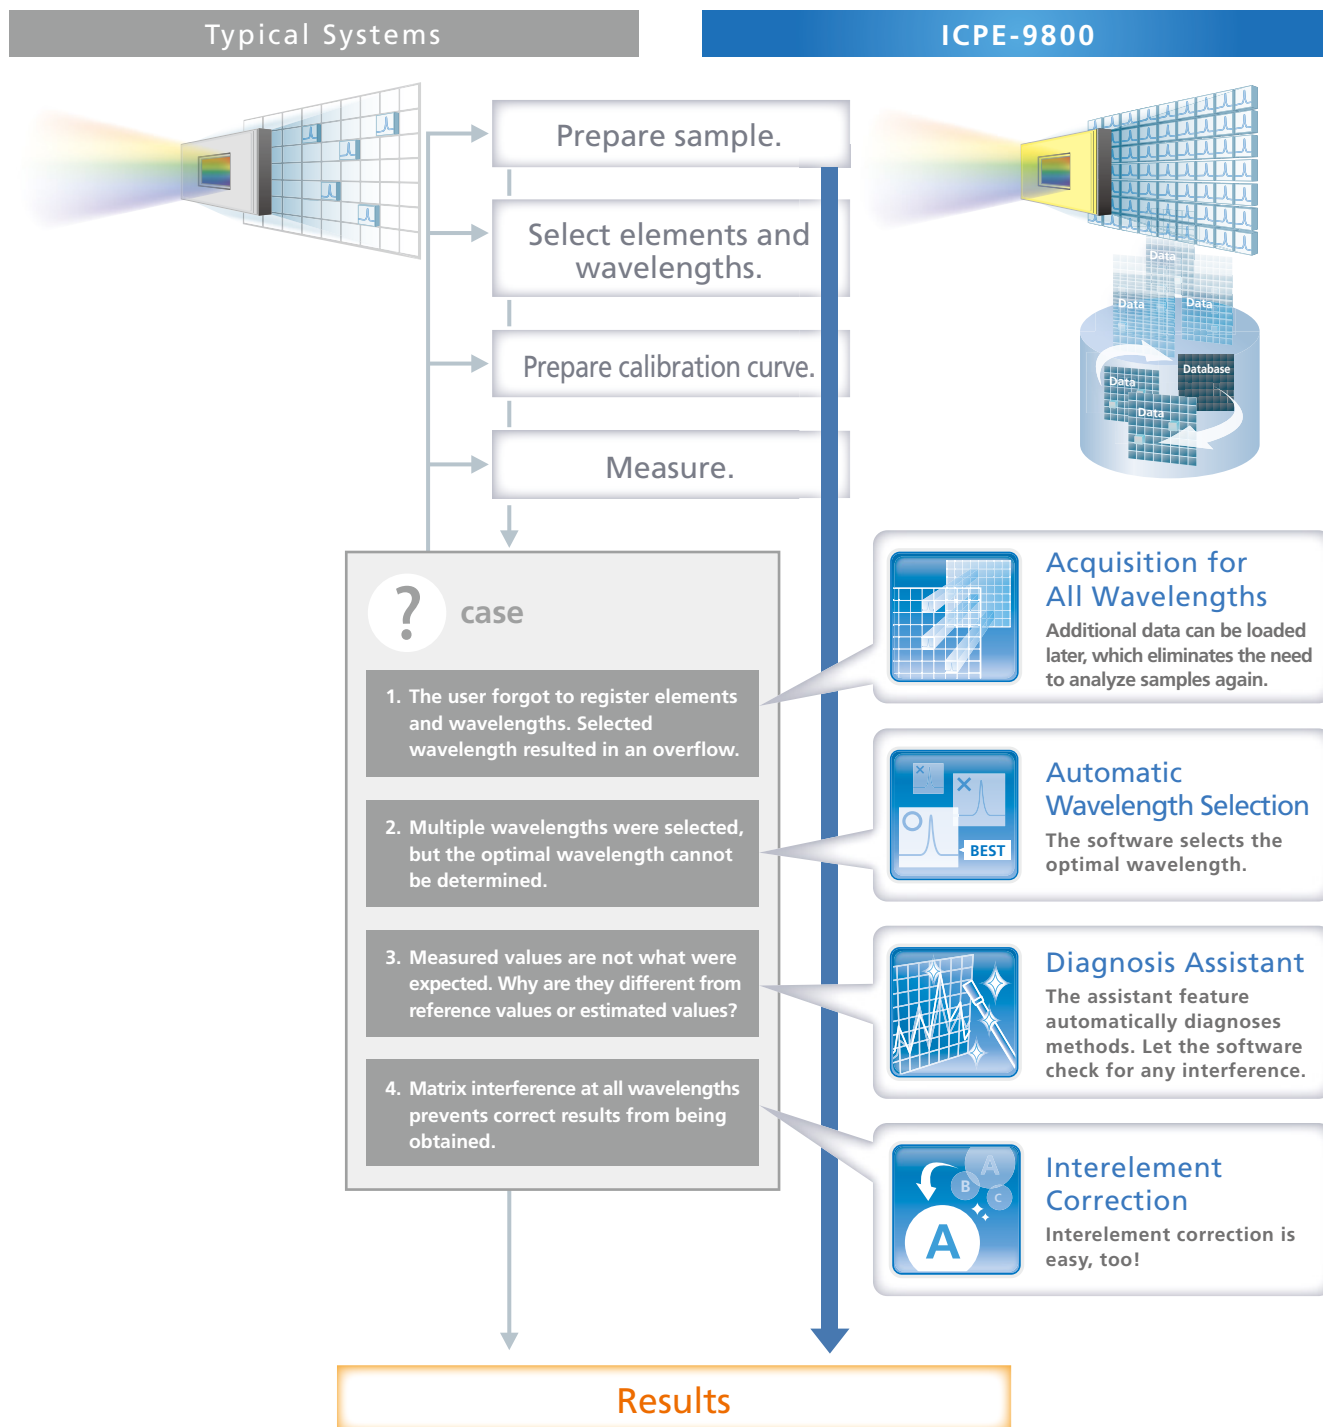 Typical Systems
ICPE-9800
Prepare sample.
Select elements and
wavelengths.
Prepare calibration curve.
Measure.
Data
Data
Data
Database
Data
Data
?
case
1. The user forgot to register elements
and wavelengths. Selected
wavelength resulted in an overflow.
2. Multiple wavelengths were selected,
but the optimal wavelength cannot
be determined.
3. Measured values are not what were
expected. Why are they different from
reference values or estimated values?
4. Matrix interference at all wavelengths
prevents correct results from being
obtained.
Acquisition for
All Wavelengths
Additional data can be loaded
later, which eliminates the need
to analyze samples again.
BEST
Automatic
Wavelength Selection
The software selects the
optimal wavelength.
Diagnosis Assistant
The assistant feature
automatically diagnoses
methods. Let the software
check for any interference.
A
B
C
A
Interelement
Correction
Interelement correction is
easy, too!
Results